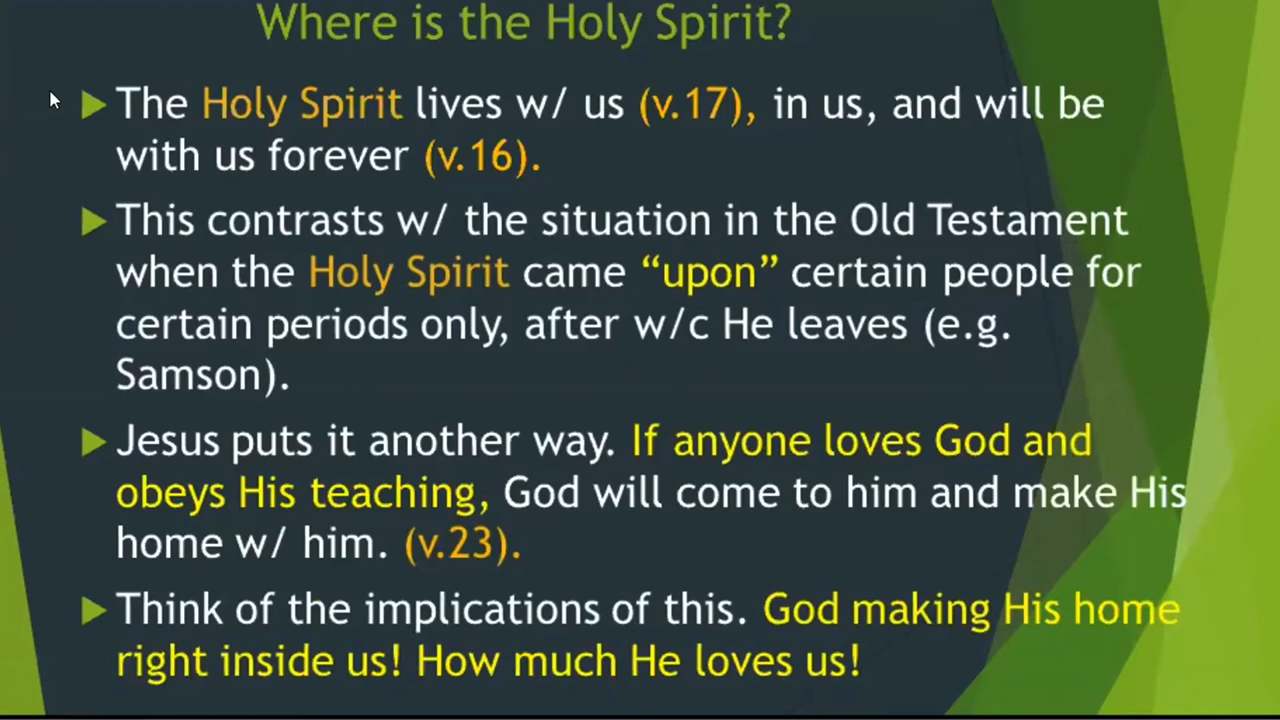 Where is the Holy Spirit?
The Holy Spirit lives w/ us (v.17), in us, and will be
with us forever (v.16).
This contrasts w/ the situation in the Old Testament
when the Holy Spirit came “upon” certain people for
certain periods only, after w/c He leaves (e.g.
Samson).
Jesus puts it another way. If anyone loves God and
obeys His teaching, God will come to him and make His
home w/ him. (v.23).
Think of the implications of this. God making His home
right inside us! How much He loves us!